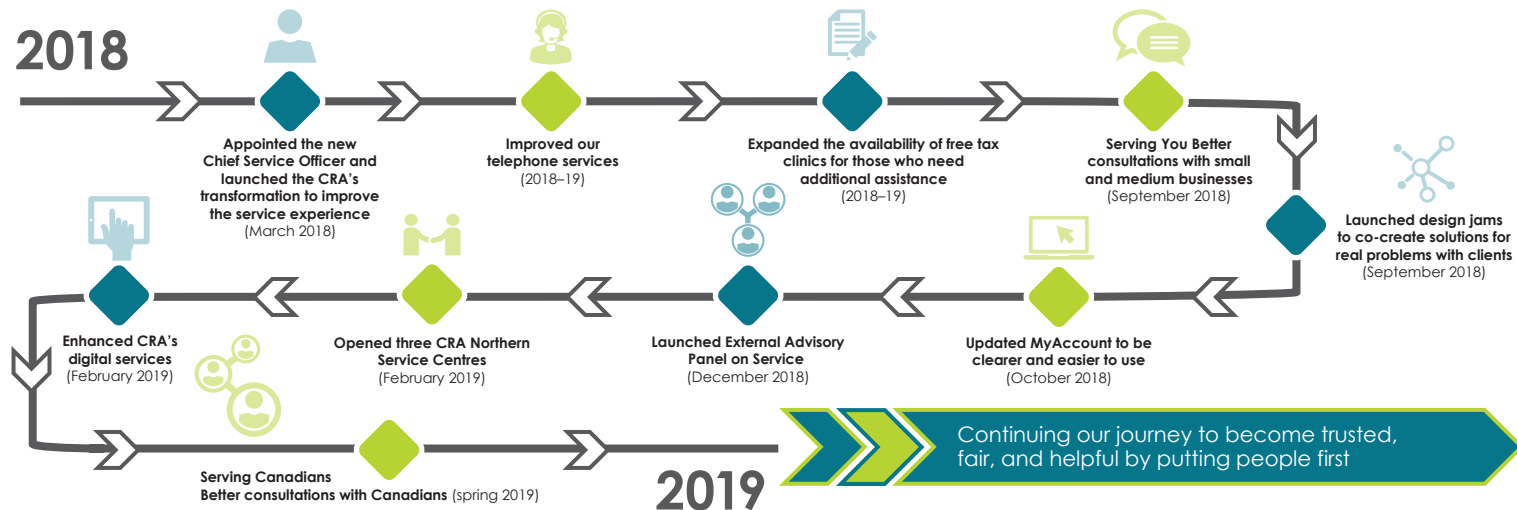 2018
Appointed the new
Chief Service Officer and
launched the CRA's
transformation to improve
the service experience
(March 2018)
Improved our
telephone services
(2018–19)
Expanded the availability of free tax
clinics for those who need
additional assistance
(2018–19)
Serving You Better
consultations with small
and medium businesses
(September 2018)
Launched design jams
to co-create solutions for
real problems with clients
(September 2018)
Updated MyAccount to be
clearer and easier to use
(October 2018)
Launched External Advisory
Panel on Service
(December 2018)
Opened three CRA Northern
Service Centres
(February 2019)
Enhanced CRA's
digital services
(February 2019)
Serving Canadians
Better consultations with Canadians (spring 2019)
2019
Continuing our journey to become trusted,
fair, and helpful by putting people first